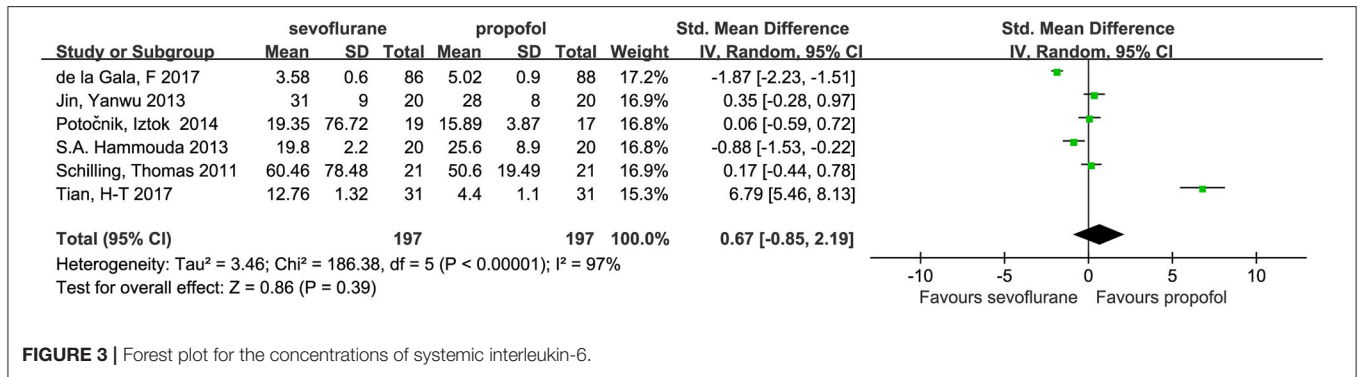 sevoflurane propofol Std. Mean Difference Std. Mean Difference
Study or Subgroup Mean SD Total Mean SD Total Weight IV, Random, 95% CI IV, Random, 95% CI
de la Gala, F 2017 3.58 0.6 86 5.02 0.9 88 17.2% -1.87 [-2.23, -1.51]
Jin, Yanwu 2013 31 9 20 28 8 20 16.9% 0.35 [-0.28, 0.97]
Potočnik, Iztok 2014 19.35 76.72 19 15.89 3.87 17 16.8% 0.06 [-0.59, 0.72]
S.A. Hammouda 2013 19.8 2.2 20 25.6 8.9 20 16.8% -0.88 [-1.53, -0.22]
Schilling, Thomas 2011 60.46 78.48 21 50.6 19.49 21 16.9% 0.17 [-0.44, 0.78]
Tian, H-T 2017 12.76 1.32 31 4.4 1.1 31 15.3% 6.79 [5.46, 8.13]
Total (95% CI) 197 197 100.0% 0.67 [-0.85, 2.19]
Heterogeneity: Tau² = 3.46; Chi² = 186.38, df = 5 (P < 0.00001); I² = 97%
Test for overall effect: Z = 0.86 (P = 0.39)
-10 -5 0 5 10
Favours sevoflurane Favours propofol
FIGURE 3 | Forest plot for the concentrations of systemic interleukin-6.